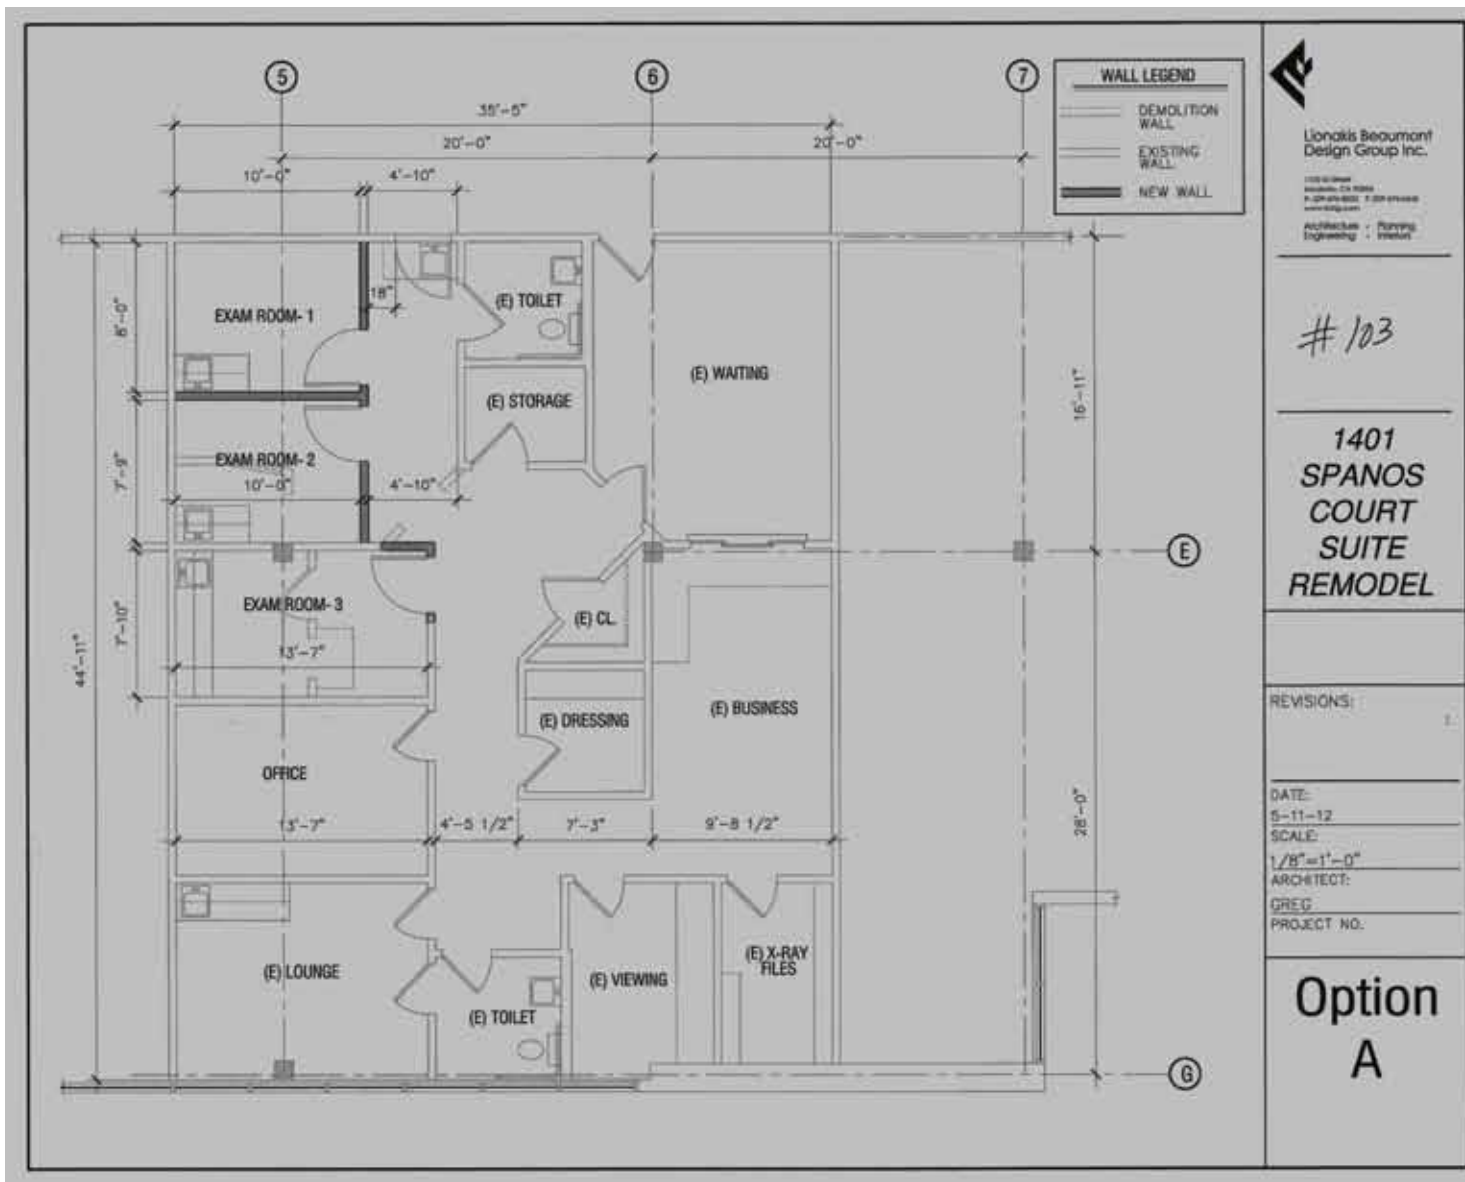 5
6
7
35'-5"
20'-0"
20'-0"
10'-0"
4'-10"
WALL LEGEND
DEMOLITION
WALL
EXISTING
WALL
NEW WALL
18"
8'-0"
EXAM ROOM- 1
(E) TOILET
(E) WAITING
(E) STORAGE
16'-11"
7'-9"
EXAM ROOM- 2
10'-0"
4'-10"
E
EXAM ROOM- 3
(E) CL.
7'-10"
44'-11"
13'-7"
(E) DRESSING
(E) BUSINESS
OFFICE
28'-0"
13'-7"
4'-5 1/2"
7'-3"
9'-8 1/2"
(E) LOUNGE
(E) TOILET
(E) VIEWING
(E) X-RAY
FILES
G
Lionakis Beaumont
Design Group Inc.
Architecture - Planning
Engineering - Interiors
# 103
1401
SPANOS
COURT
SUITE
REMODEL
REVISIONS:
DATE:
5-11-12
SCALE:
1/8"=1'-0"
ARCHITECT:
GREG
PROJECT NO.
Option
A